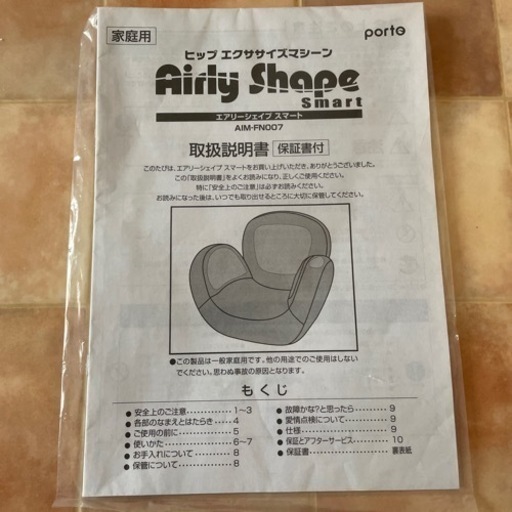 家庭用
porto
ヒップ エクササイズマシーン
Airly Shape
Smart
エアリーシェイプ スマート
AIM-FN007
取扱説明書 保証書付
このたびは、エアリーシェイプスマートをお買い上げいただき、ありがとうございました。
この「取扱説明書」をよくお読みになり、正しくご使用ください。
特に「安全上のご注意」は必ずお読みください。
お読みになった後は、いつでも取り出せるところに大切に保管してください。
●この製品は一般家庭用です。他の用途でのご使用はしない
でください。思わぬ事故の原因となります。
もくじ
●安全上のご注意 ………… 1~3
●各部のなまえとはたらき … 4
●ご使用の前に …………… 5
●使いかた ………………… 6~7
●お手入れについて ……… 8
●保管について …………… 8
●故障かな?と思ったら …… 9
●愛情点検について ……… 9
●仕様 ……………………… 9
●保証とアフターサービス … 10
●保証書 …………………… 裏表紙